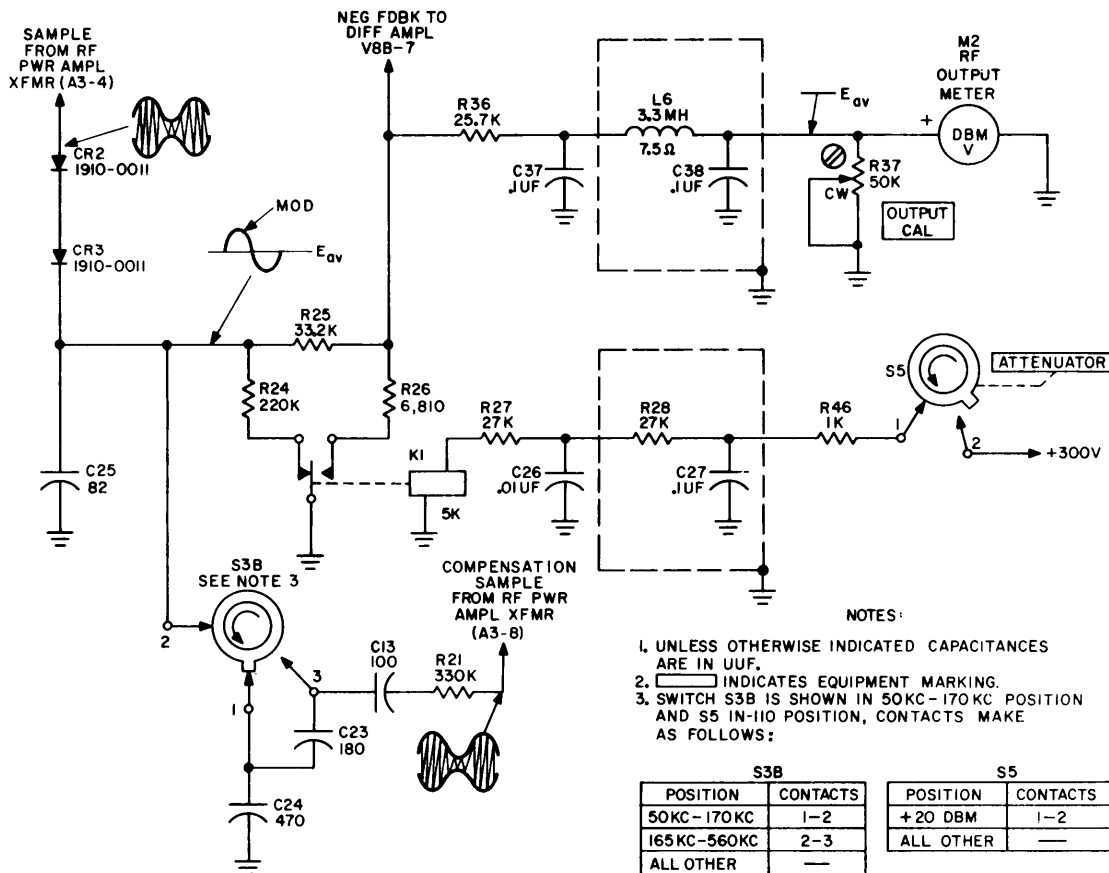 SAMPLE
FROM RF
PWR AMPL
XFMR (A3-4)
CR2
1910-0011
CR3
1910-0011
MOD
Eav
NEG FDBK TO
DIFF AMPL
V8B-7
R36
25.7K
C37
.1UF
L6
3.3MH
7.5Ω
C38
.1UF
Eav
M2
RF
OUTPUT
METER
+
DBM
V
R37
50K
CW
OUTPUT
CAL
R25
33.2K
R24
220K
R26
6,810
C25
82
K1
5K
R27
27K
C26
.01UF
R28
27K
C27
.1UF
R46
1K
S5
1
2
ATTENUATOR
+300V
S3B
SEE NOTE 3
2
3
1
C13
100
R21
330K
C23
180
C24
470
COMPENSATION
SAMPLE
FROM RF PWR
AMPL XFMR
(A3-8)
NOTES:
1. UNLESS OTHERWISE INDICATED CAPACITANCES
ARE IN UUF.
2. INDICATES EQUIPMENT MARKING.
3. SWITCH S3B IS SHOWN IN 50KC-170KC POSITION
AND S5 IN-110 POSITION, CONTACTS MAKE
AS FOLLOWS:
S3B
POSITION CONTACTS
50KC-170KC 1-2
165KC-560KC 2-3
ALL OTHER —
S5
POSITION CONTACTS
+20 DBM 1-2
ALL OTHER —